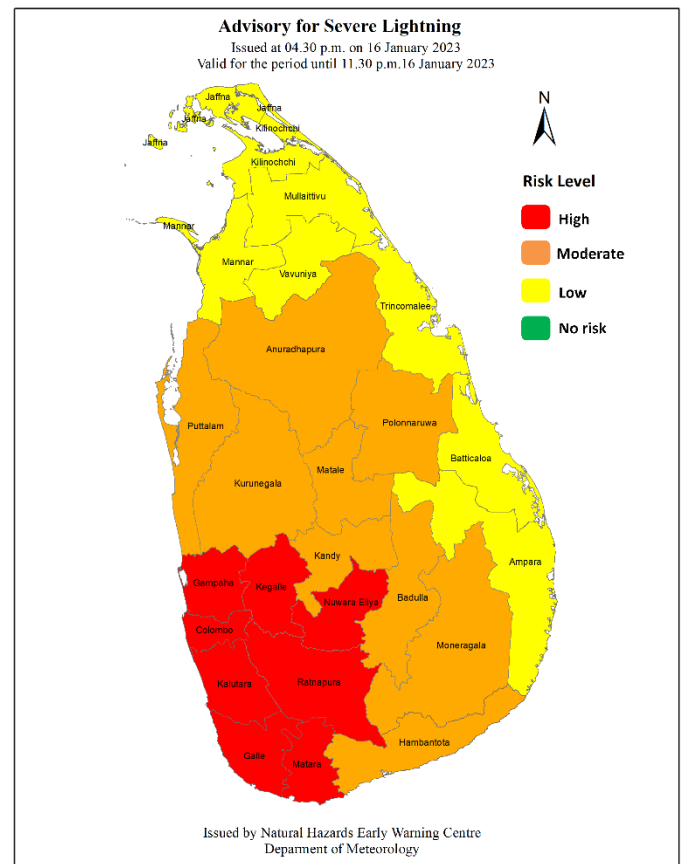 Advisory for Severe Lightning
Issued at 04.30 p.m. on 16 January 2023
Valid for the period until 11.30 p.m.16 January 2023
N
Risk Level
High
Moderate
Low
No risk
Jaffna
Jaffna
Jaffna
Kilinochchi
Jaffna
Kilinochchi
Mullaittivu
Mannar
Mannar
Vavuniya
Trincomalee
Anuradhapura
Puttalam
Polonnaruwa
Kurunegala
Matale
Batticaloa
Kandy
Ampara
Gampaha
Kegalle
Nuwara Eliya
Badulla
Colombo
Moneragala
Kalutara
Ratnapura
Hambantota
Galle
Matara
Issued by Natural Hazards Early Warning Centre
Deparment of Meteorology